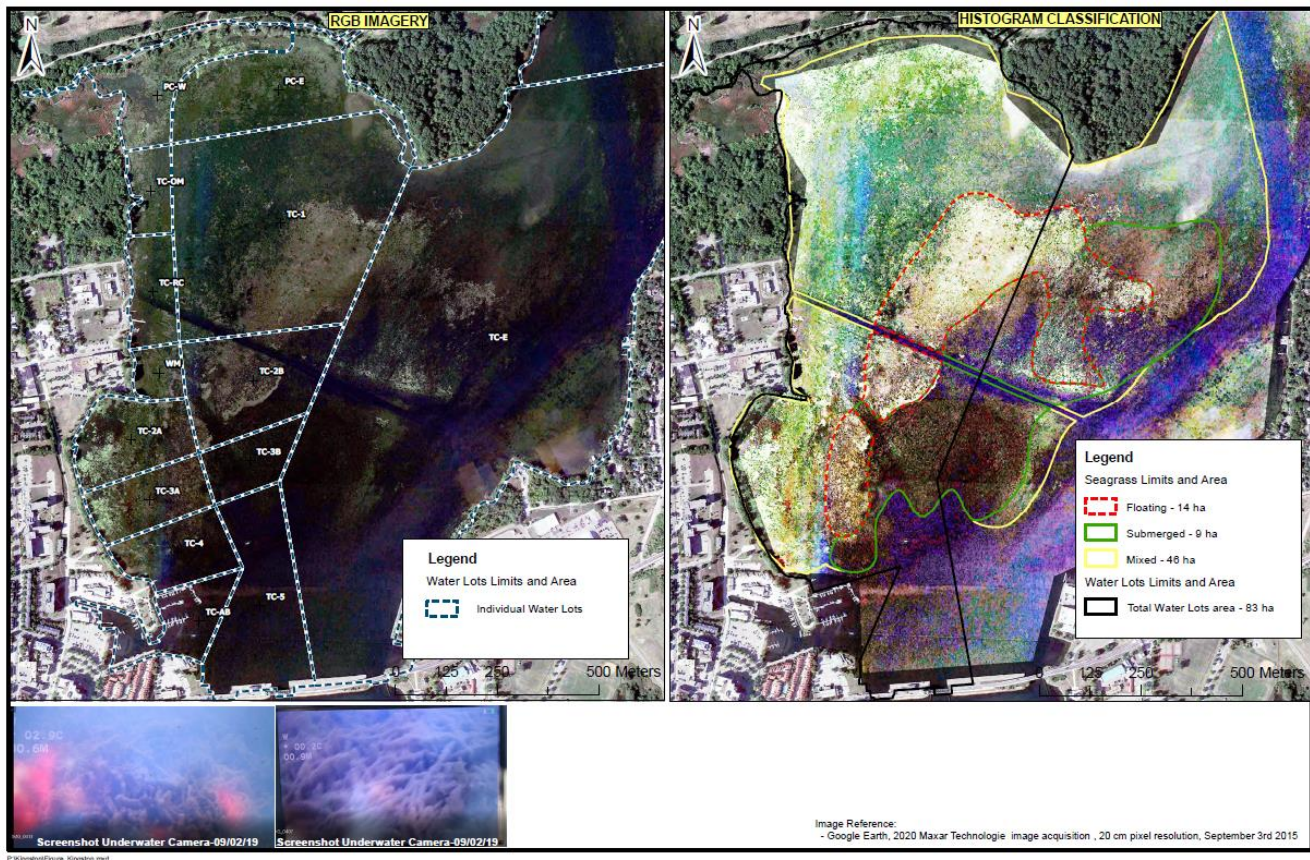 RGB IMAGERY
N
PC-W
PC-E
TC-OM
TC-1
TC-RC
TC-E
WM
TC-2B
TC-2A
TC-3B
TC-3A
TC-4
TC-5
TC-AB
Legend
Water Lots Limits and Area
Individual Water Lots
0 125 250 500 Meters
HISTOGRAM CLASSIFICATION
N
Legend
Seagrass Limits and Area
Floating - 14 ha
Submerged - 9 ha
Mixed - 46 ha
Water Lots Limits and Area
Total Water Lots area - 83 ha
0 125 250 500 Meters
02.9C
00.6M
Screenshot Underwater Camera-09/02/19
Screenshot Underwater Camera-09/02/19
Image Reference:
- Google Earth, 2020 Maxar Technologie image acquisition , 20 cm pixel resolution, September 3rd 2015